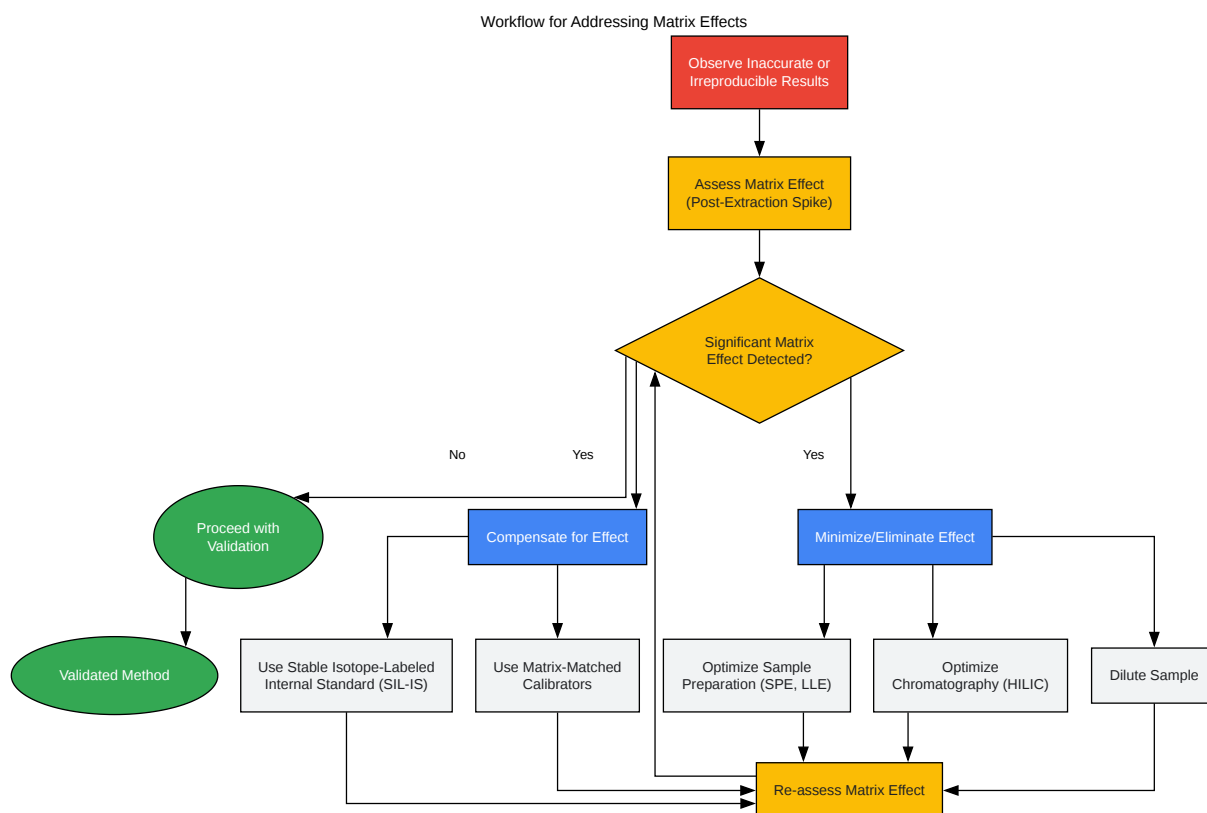 Workflow for Addressing Matrix Effects
Observe Inaccurate or
Irreproducible Results
Assess Matrix Effect
(Post-Extraction Spike)
Significant Matrix
Effect Detected?
No
Yes
Yes
Proceed with
Validation
Compensate for Effect
Minimize/Eliminate Effect
Validated Method
Use Stable Isotope-Labeled
Internal Standard (SIL-IS)
Use Matrix-Matched
Calibrators
Optimize Sample
Preparation (SPE, LLE)
Optimize
Chromatography (HILIC)
Dilute Sample
Re-assess Matrix Effect